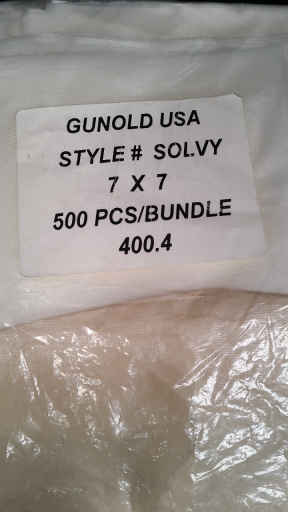 GUNOLD USA
STYLE # SOLVY
7 X 7
500 PCS/BUNDLE
400.4